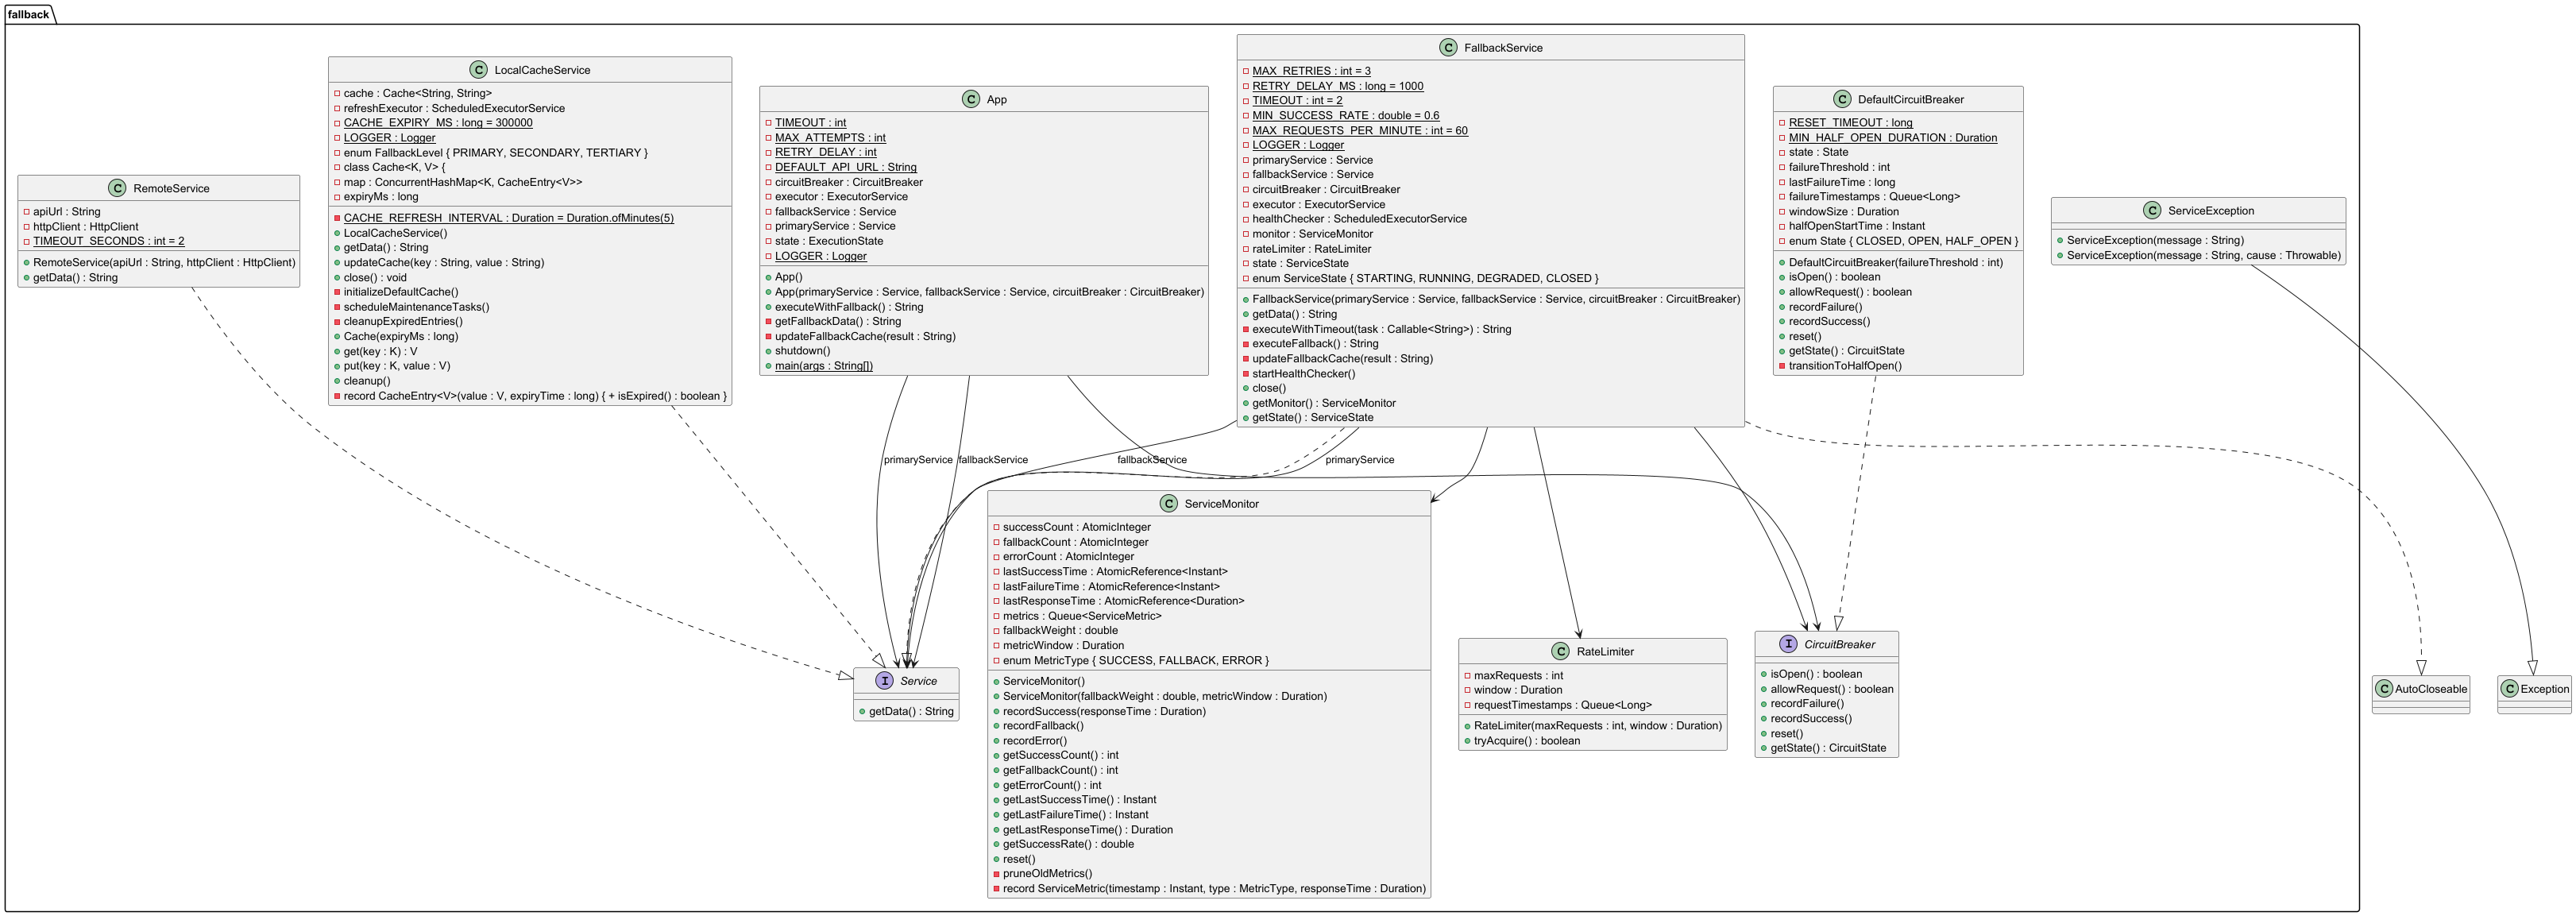 fallback
RemoteService
apiUrl : String
httpClient : HttpClient
TIMEOUT_SECONDS : int = 2
RemoteService(apiUrl : String, httpClient : HttpClient)
getData() : String
LocalCacheService
cache : Cache<String, String>
refreshExecutor : ScheduledExecutorService
CACHE_EXPIRY_MS : long = 300000
LOGGER : Logger
enum FallbackLevel { PRIMARY, SECONDARY, TERTIARY }
class Cache<K, V> {
map : ConcurrentHashMap<K, CacheEntry<V>>
expiryMs : long
CACHE_REFRESH_INTERVAL : Duration = Duration.ofMinutes(5)
LocalCacheService()
getData() : String
updateCache(key : String, value : String)
close() : void
initializeDefaultCache()
scheduleMaintenanceTasks()
cleanupExpiredEntries()
Cache(expiryMs : long)
get(key : K) : V
put(key : K, value : V)
cleanup()
record CacheEntry<V>(value : V, expiryTime : long) { + isExpired() : boolean }
App
TIMEOUT : int
MAX_ATTEMPTS : int
RETRY_DELAY : int
DEFAULT_API_URL : String
circuitBreaker : CircuitBreaker
executor : ExecutorService
fallbackService : Service
primaryService : Service
state : ExecutionState
LOGGER : Logger
App()
App(primaryService : Service, fallbackService : Service, circuitBreaker : CircuitBreaker)
executeWithFallback() : String
getFallbackData() : String
updateFallbackCache(result : String)
shutdown()
main(args : String[])
FallbackService
MAX_RETRIES : int = 3
RETRY_DELAY_MS : long = 1000
TIMEOUT : int = 2
MIN_SUCCESS_RATE : double = 0.6
MAX_REQUESTS_PER_MINUTE : int = 60
LOGGER : Logger
primaryService : Service
fallbackService : Service
circuitBreaker : CircuitBreaker
executor : ExecutorService
healthChecker : ScheduledExecutorService
monitor : ServiceMonitor
rateLimiter : RateLimiter
state : ServiceState
enum ServiceState { STARTING, RUNNING, DEGRADED, CLOSED }
FallbackService(primaryService : Service, fallbackService : Service, circuitBreaker : CircuitBreaker)
getData() : String
executeWithTimeout(task : Callable<String>) : String
executeFallback() : String
updateFallbackCache(result : String)
startHealthChecker()
close()
getMonitor() : ServiceMonitor
getState() : ServiceState
DefaultCircuitBreaker
RESET_TIMEOUT : long
MIN_HALF_OPEN_DURATION : Duration
state : State
failureThreshold : int
lastFailureTime : long
failureTimestamps : Queue<Long>
windowSize : Duration
halfOpenStartTime : Instant
enum State { CLOSED, OPEN, HALF_OPEN }
DefaultCircuitBreaker(failureThreshold : int)
isOpen() : boolean
allowRequest() : boolean
recordFailure()
recordSuccess()
reset()
getState() : CircuitState
transitionToHalfOpen()
ServiceException
ServiceException(message : String)
ServiceException(message : String, cause : Throwable)
primaryService
fallbackService
fallbackService
primaryService
Service
getData() : String
ServiceMonitor
successCount : AtomicInteger
fallbackCount : AtomicInteger
errorCount : AtomicInteger
lastSuccessTime : AtomicReference<Instant>
lastFailureTime : AtomicReference<Instant>
lastResponseTime : AtomicReference<Duration>
metrics : Queue<ServiceMetric>
fallbackWeight : double
metricWindow : Duration
enum MetricType { SUCCESS, FALLBACK, ERROR }
ServiceMonitor()
ServiceMonitor(fallbackWeight : double, metricWindow : Duration)
recordSuccess(responseTime : Duration)
recordFallback()
recordError()
getSuccessCount() : int
getFallbackCount() : int
getErrorCount() : int
getLastSuccessTime() : Instant
getLastFailureTime() : Instant
getLastResponseTime() : Duration
getSuccessRate() : double
reset()
pruneOldMetrics()
record ServiceMetric(timestamp : Instant, type : MetricType, responseTime : Duration)
RateLimiter
maxRequests : int
window : Duration
requestTimestamps : Queue<Long>
RateLimiter(maxRequests : int, window : Duration)
tryAcquire() : boolean
CircuitBreaker
isOpen() : boolean
allowRequest() : boolean
recordFailure()
recordSuccess()
reset()
getState() : CircuitState
AutoCloseable
Exception